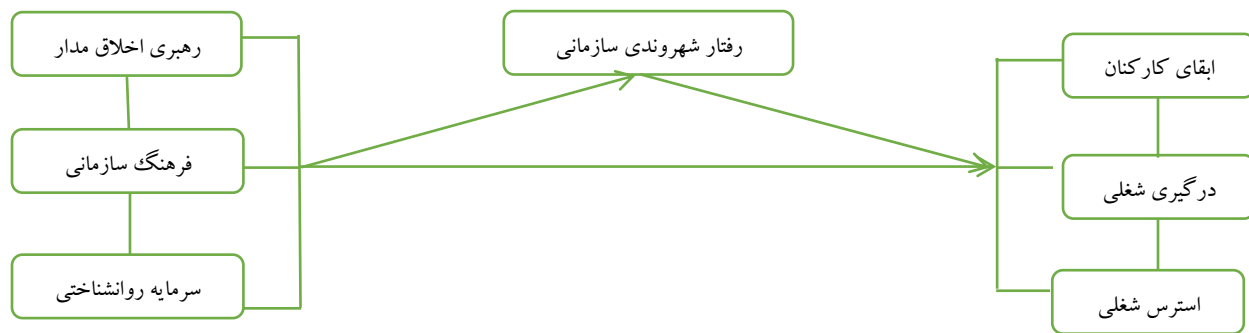 رهبری اخلاق مدار
رفتار شهروندی سازمانی
ابقای کارکنان
فرهنگ سازمانی
درگیری شغلی
سرمایه روانشناختی
استرس شغلی